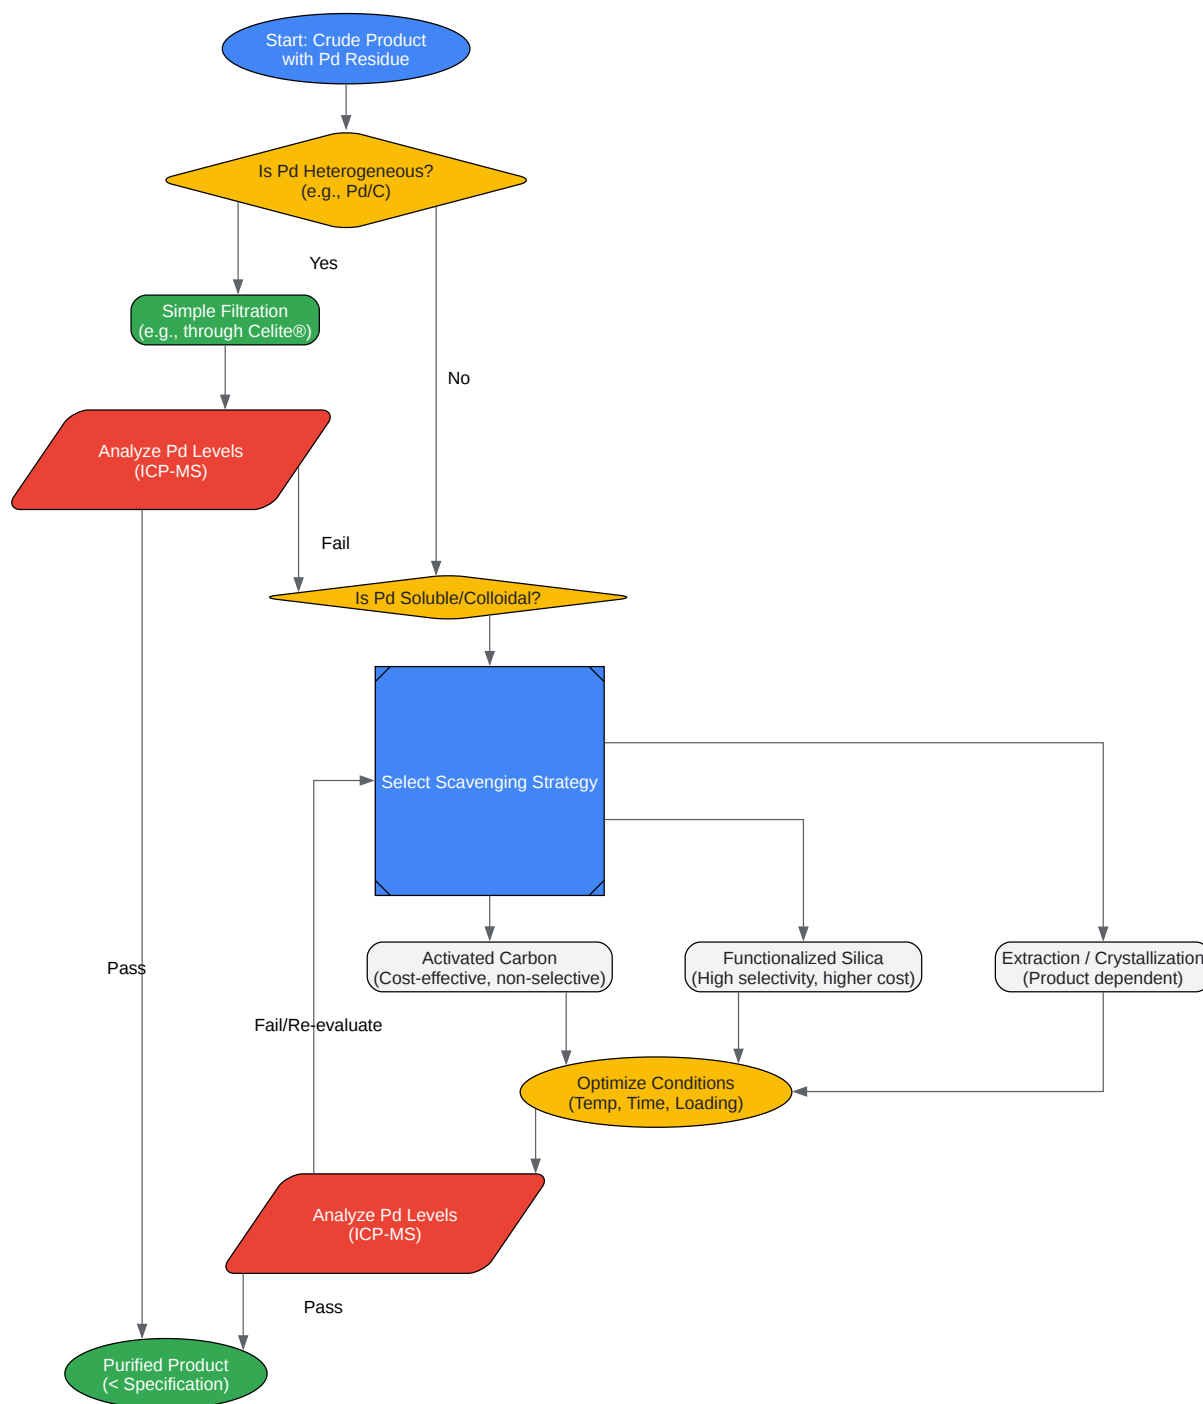 Start: Crude Product
with Pd Residue
Is Pd Heterogeneous?
(e.g., Pd/C)
Yes
Simple Filtration
(e.g., through Celite®)
No
Analyze Pd Levels
(ICP-MS)
Fail
Is Pd Soluble/Colloidal?
Select Scavenging Strategy
Activated Carbon
(Cost-effective, non-selective)
Functionalized Silica
(High selectivity, higher cost)
Extraction / Crystallization
(Product dependent)
Pass
Fail/Re-evaluate
Optimize Conditions
(Temp, Time, Loading)
Analyze Pd Levels
(ICP-MS)
Pass
Purified Product
(< Specification)